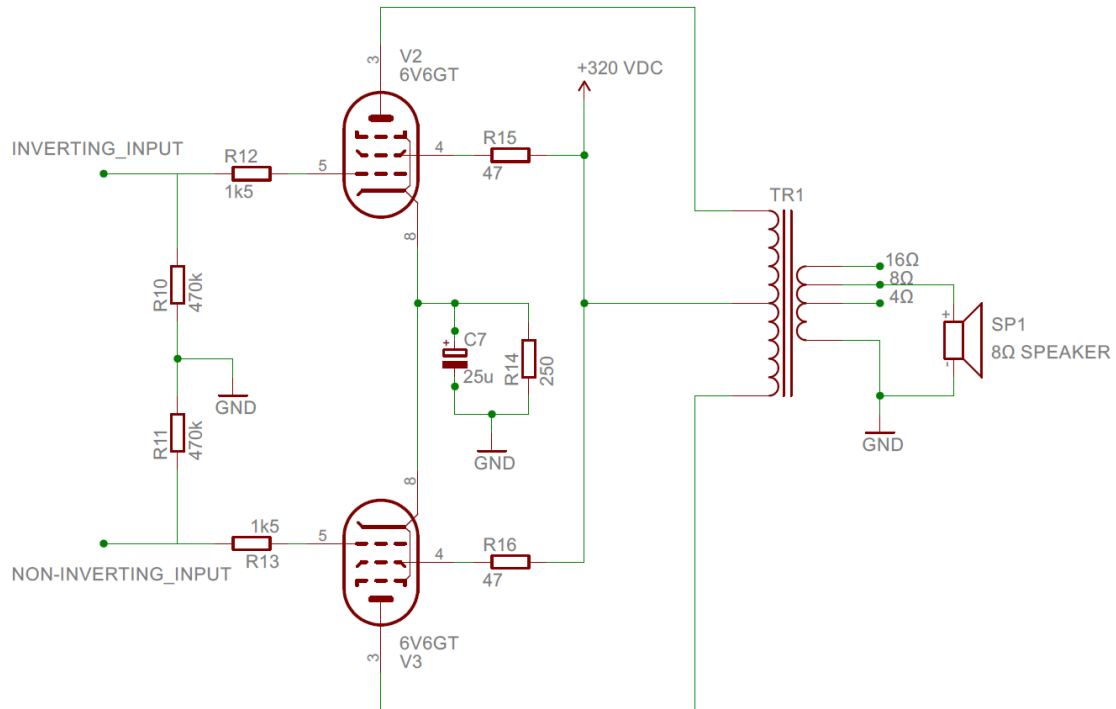 3
V2
6V6GT
+320 VDC
INVERTING_INPUT
R12
1k5
5
4
R15
47
TR1
8
R10
470k
16Ω
8Ω
4Ω
+
SP1
8Ω SPEAKER
-
+
C7
25u
R14
250
GND
R11
470k
GND
GND
8
1k5
R13
5
4
R16
47
NON-INVERTING_INPUT
6V6GT
V3
3